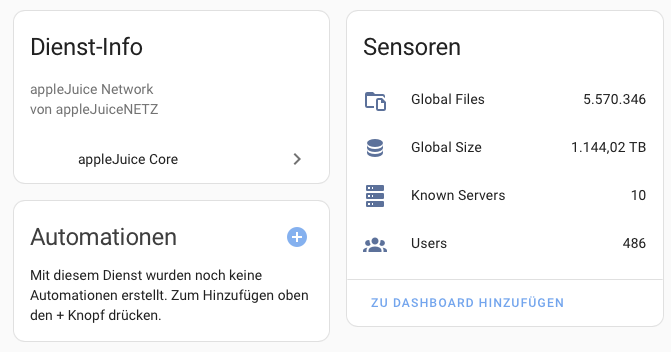 Dienst-Info
appleJuice Network
von appleJuiceNETZ
appleJuice Core
Automationen
Mit diesem Dienst wurden noch keine
Automationen erstellt. Zum Hinzufügen oben
den + Knopf drücken.
Sensoren
Global Files 5.570.346
Global Size 1.144,02 TB
Known Servers 10
Users 486
ZU DASHBOARD HINZUFÜGEN